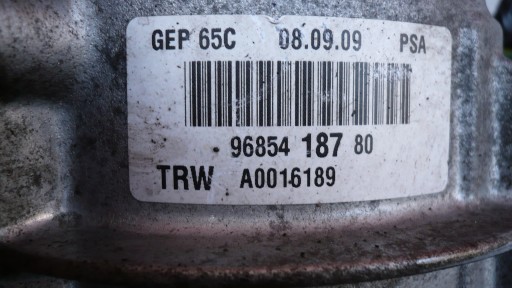 GEP 65C 08.09.09 PSA
96854 187 80
TRW A0016189